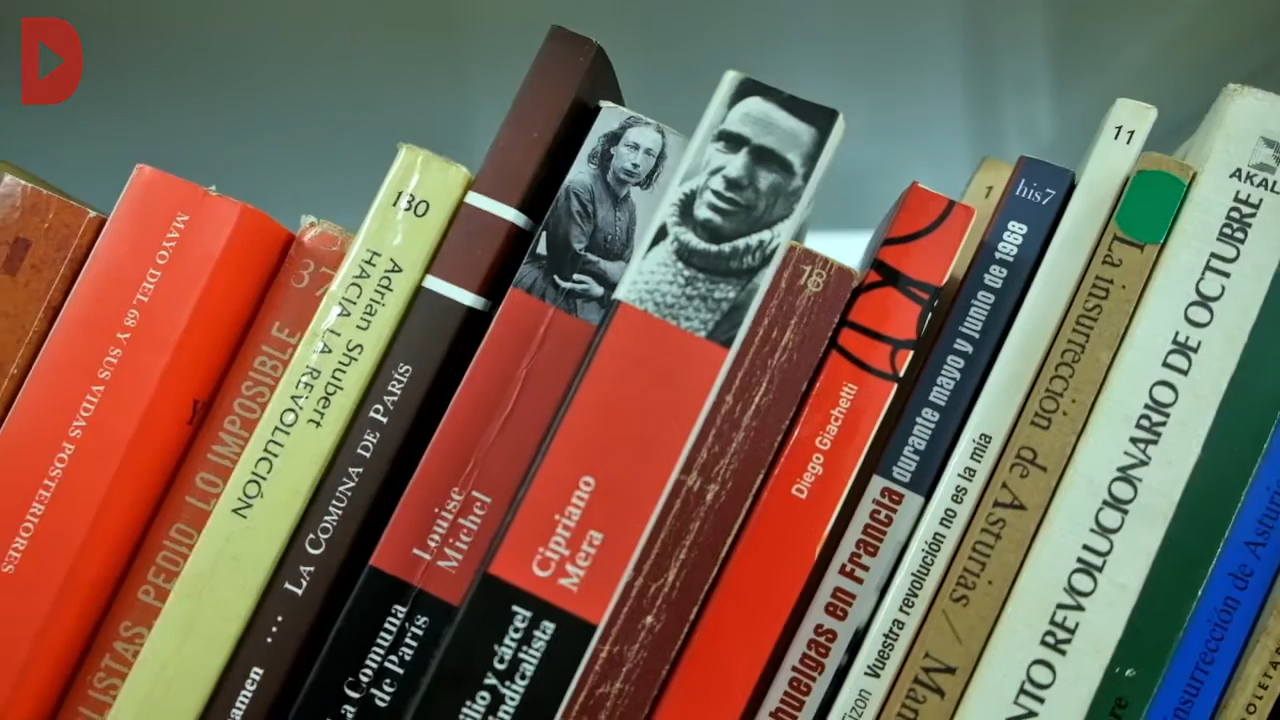 MAYO DEL 68 Y SUS VIDAS POSTERIORES
LISTAS PEDID LO IMPOSIBLE
130
Adrian Shubert
HACIA LA REVOLUCIÓN
LA COMUNA DE PARÍS
...
Louise
Michel
La Comuna
de París
Cipriano
Mera
y cárcel
18
Diego Giachetti
1
his7
huelgas en Francia durante mayo y junio de 1968
11
Vuestra revolución no es la mía
La insurrección de Asturias /
AKAL
REVOLUCIONARIO DE OCTUBRE
insurrección de Asturi